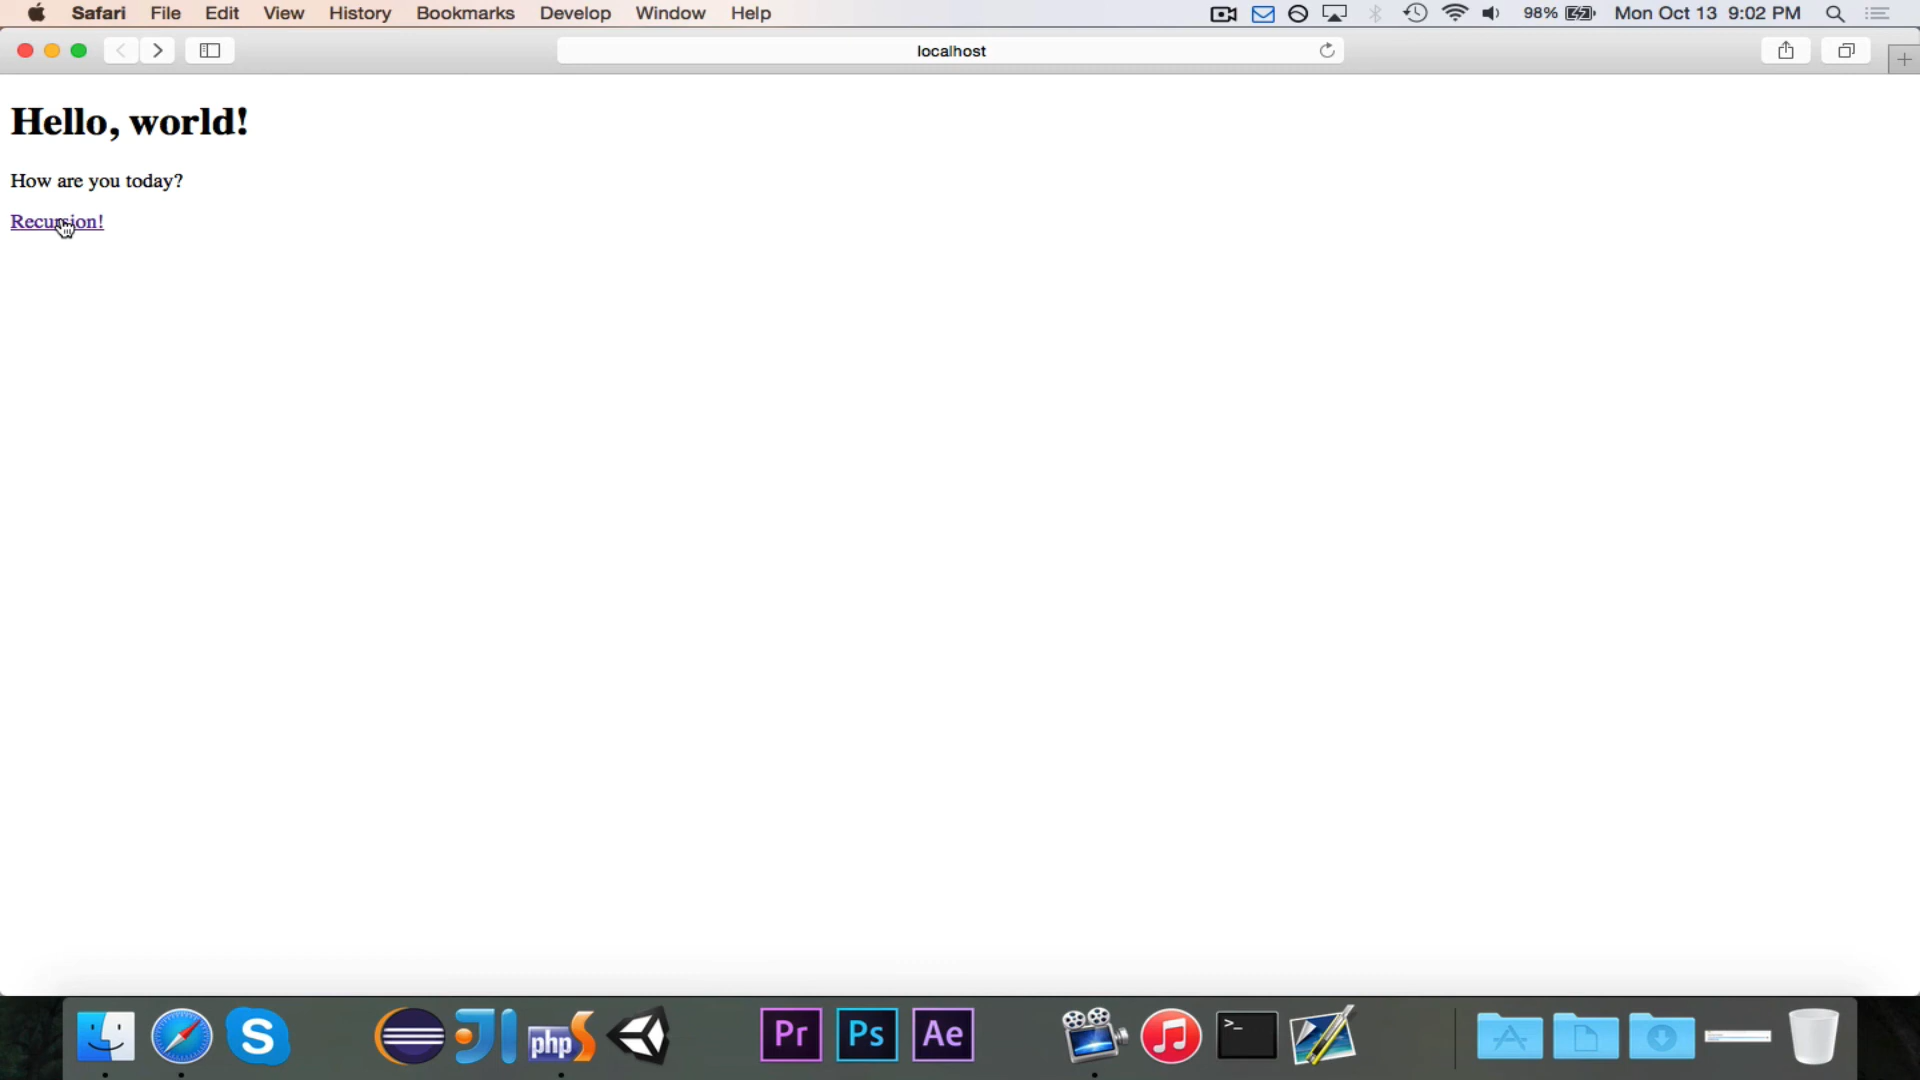 Safari File Edit View History Bookmarks Develop Window Help 98% Mon Oct 13 9:02 PM
localhost
Hello, world!
How are you today?
Recursion!
S JI php S Pr Ps Ae >_